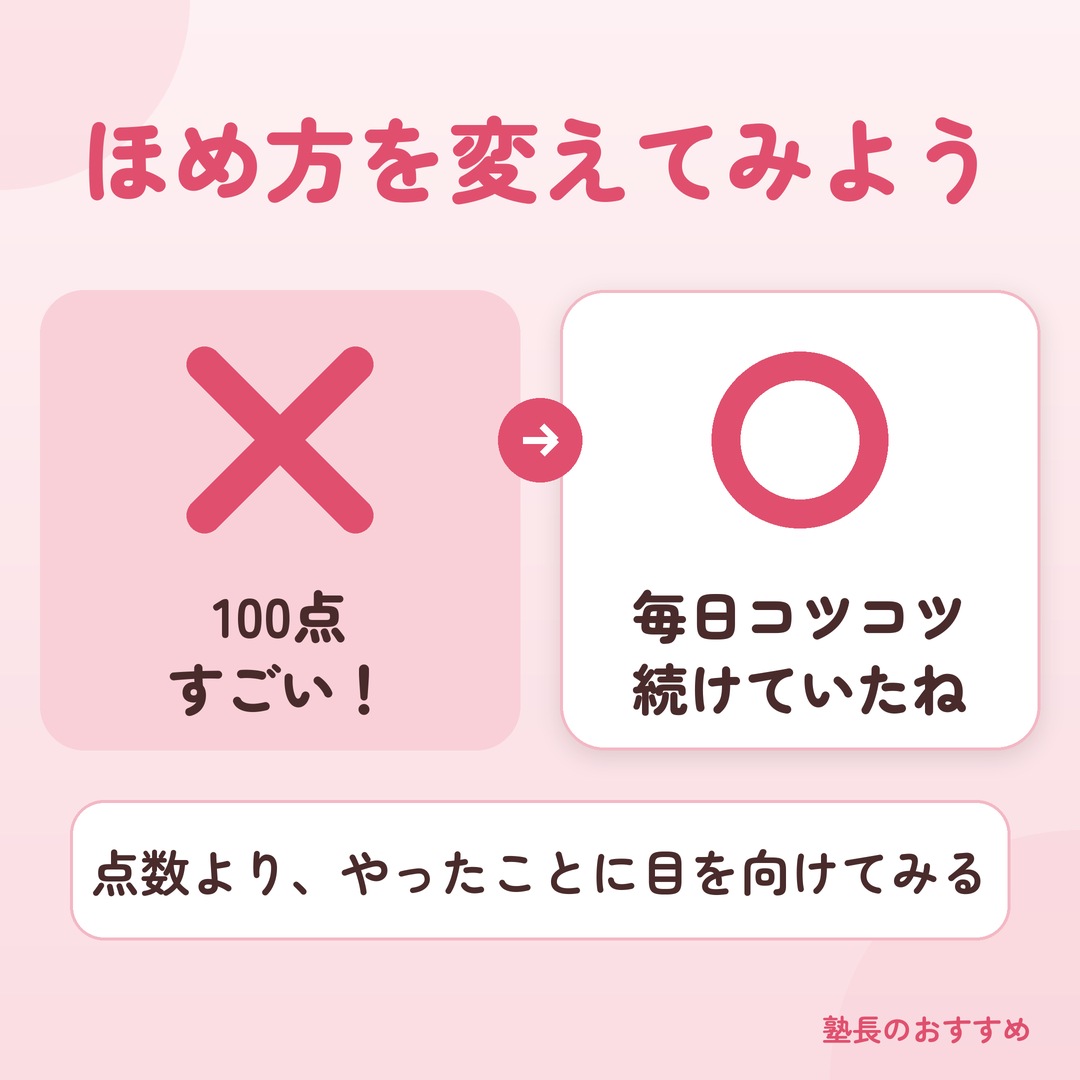 ほめ方を変えてみよう
100点
すごい！
毎日コツコツ
続けていたね
点数より、やったことに目を向けてみる
塾長のおすすめ